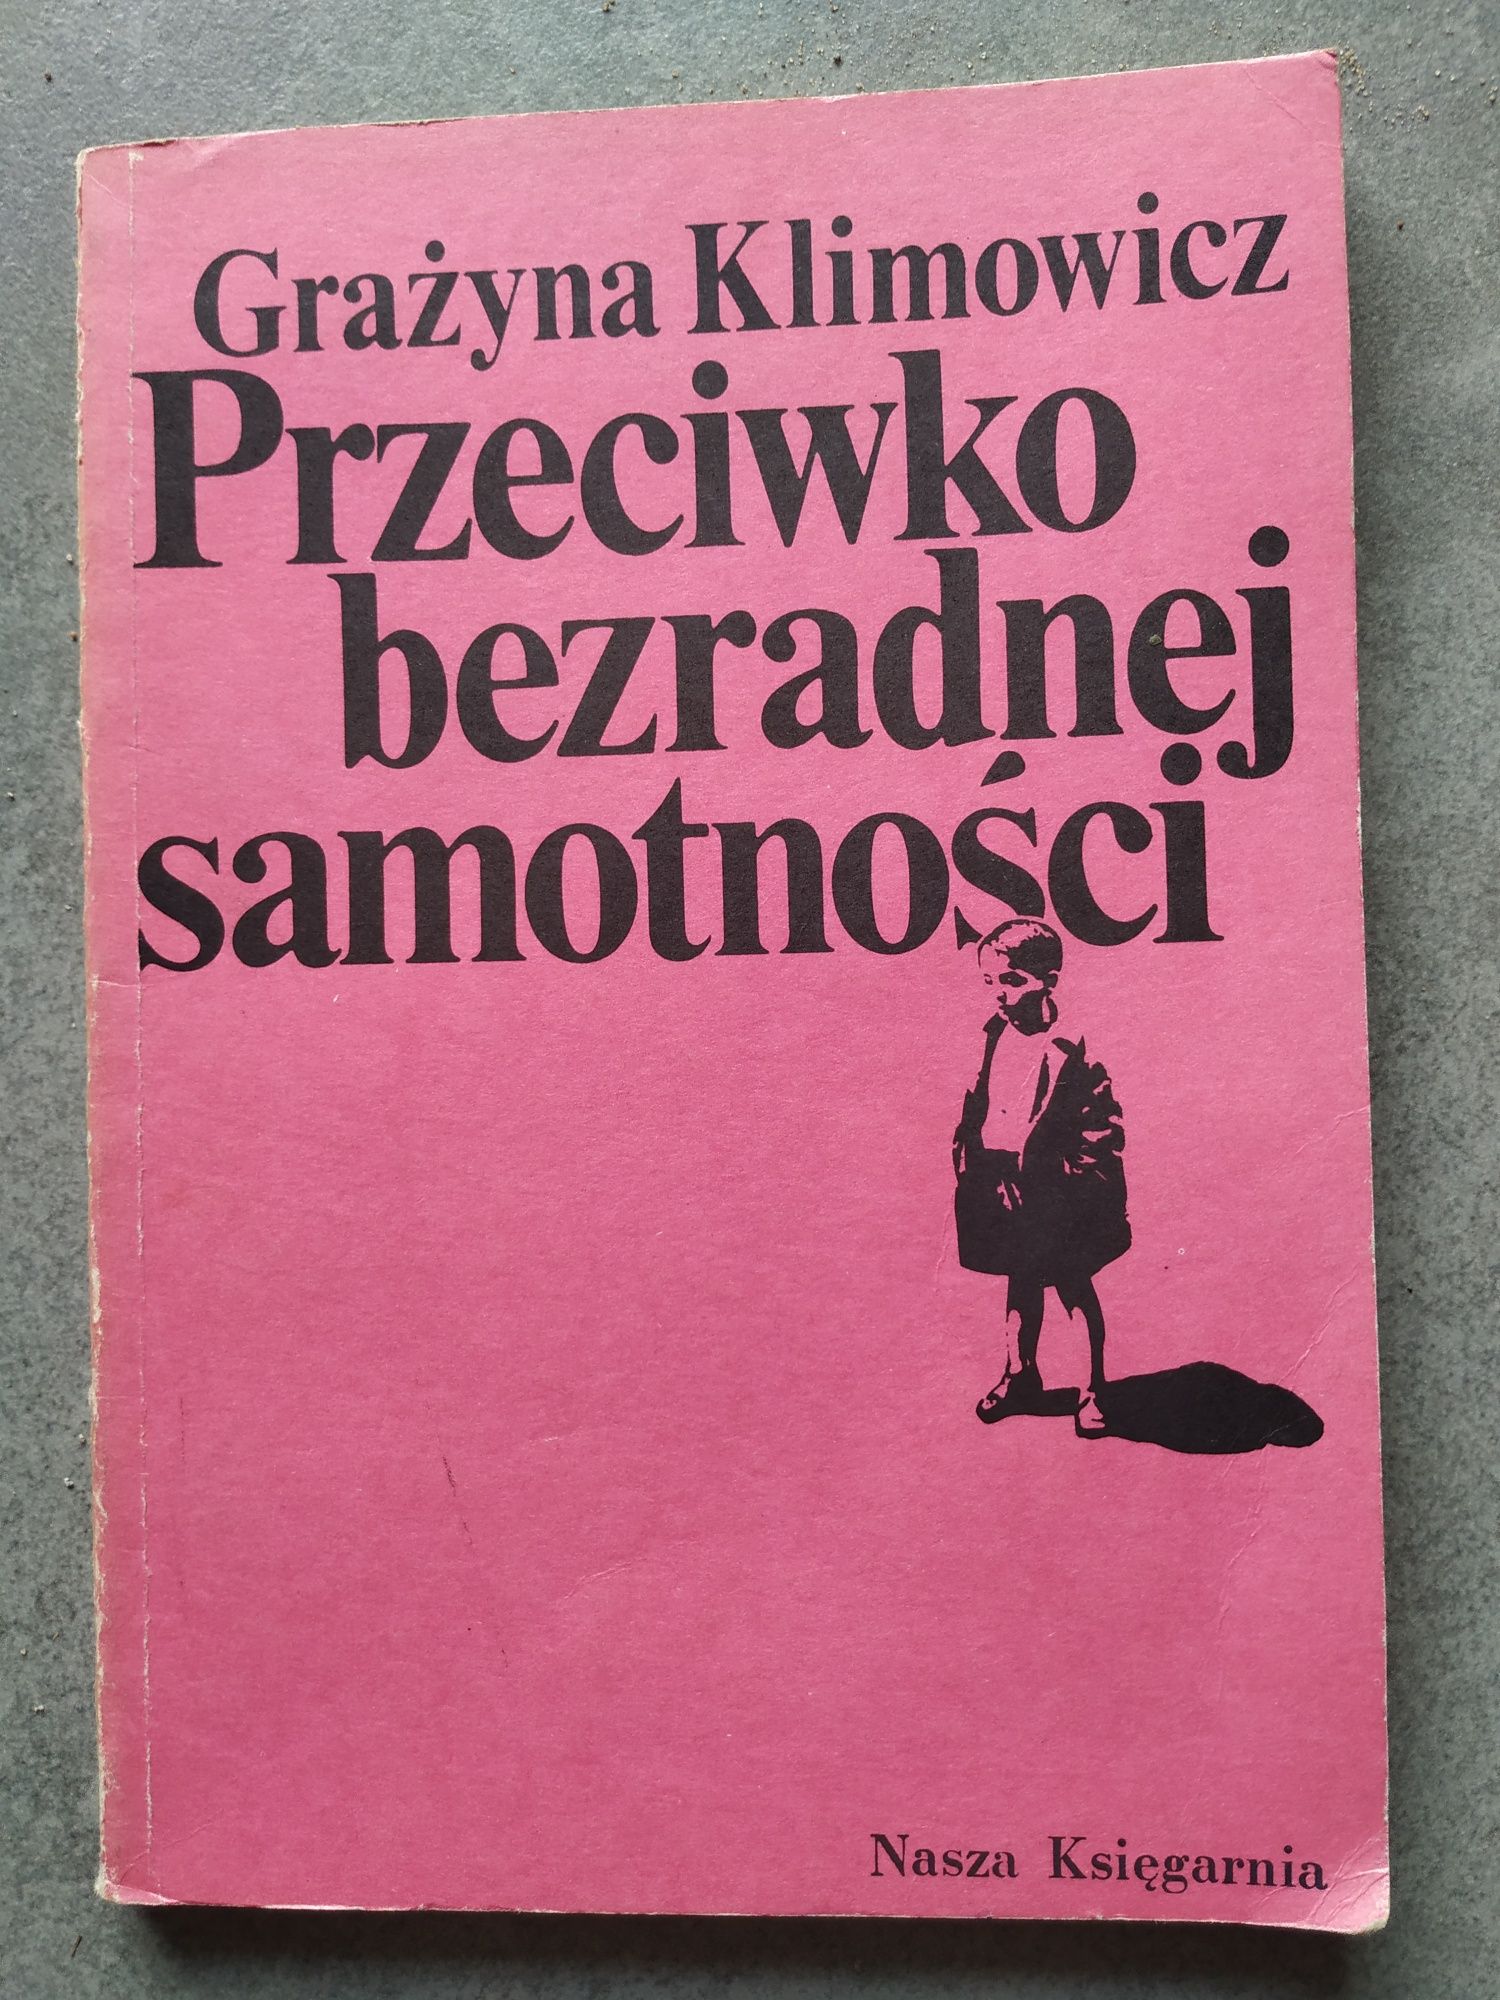 Grażyna Klimowicz
Przeciwko
bezradnej
samotności
Nasza Księgarnia